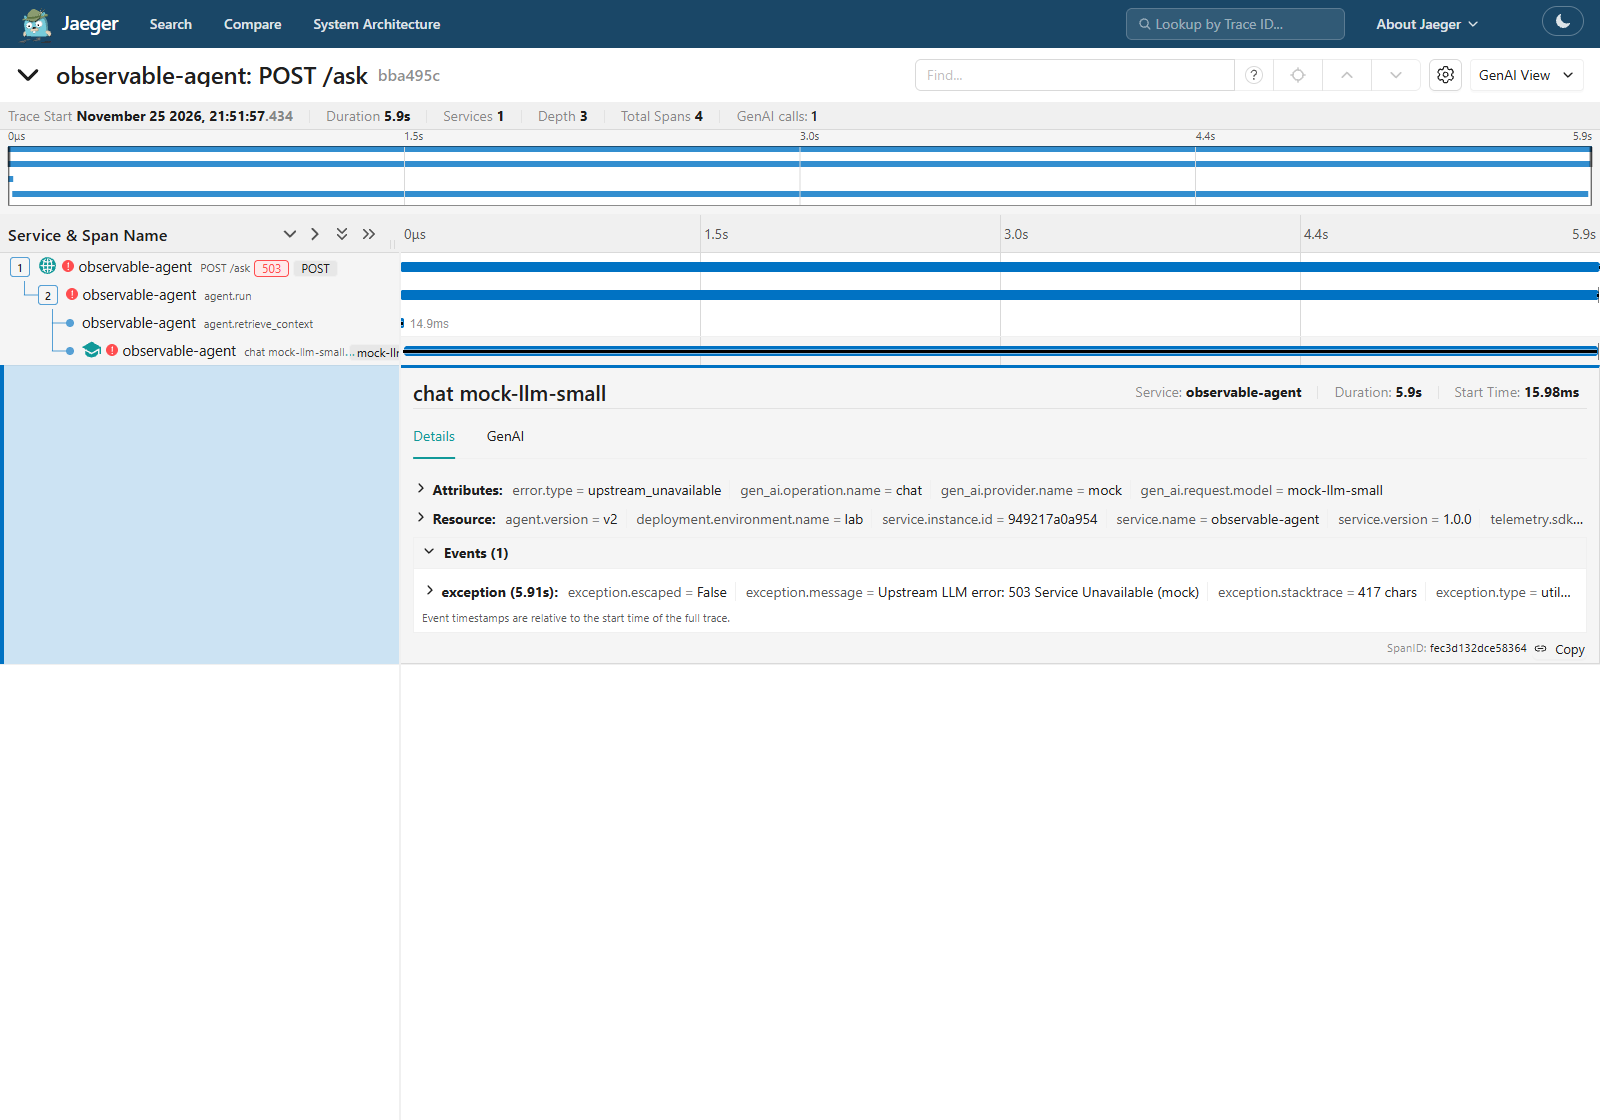 Jaeger Search Compare System Architecture Lookup by Trace ID... About Jaeger
observable-agent: POST /ask bba495c Find... ? GenAI View
Trace Start November 25 2026, 21:51:57.434 Duration 5.9s Services 1 Depth 3 Total Spans 4 GenAI calls: 1
0μs 1.5s 3.0s 4.4s 5.9s
Service & Span Name 0μs 1.5s 3.0s 4.4s 5.9s
1 observable-agent POST /ask 503 POST
2 observable-agent agent.run
observable-agent agent.retrieve_context 14.9ms
observable-agent chat mock-llm-small... mock-llm
chat mock-llm-small Service: observable-agent Duration: 5.9s Start Time: 15.98ms
Details GenAI
Attributes: error.type = upstream_unavailable gen_ai.operation.name = chat gen_ai.provider.name = mock gen_ai.request.model = mock-llm-small
Resource: agent.version = v2 deployment.environment.name = lab service.instance.id = 949217a0a954 service.name = observable-agent service.version = 1.0.0 telemetry.sdk...
Events (1)
exception (5.91s): exception.escaped = False exception.message = Upstream LLM error: 503 Service Unavailable (mock) exception.stacktrace = 417 chars exception.type = util...
Event timestamps are relative to the start time of the full trace.
SpanID: fec3d132dce58364 Copy